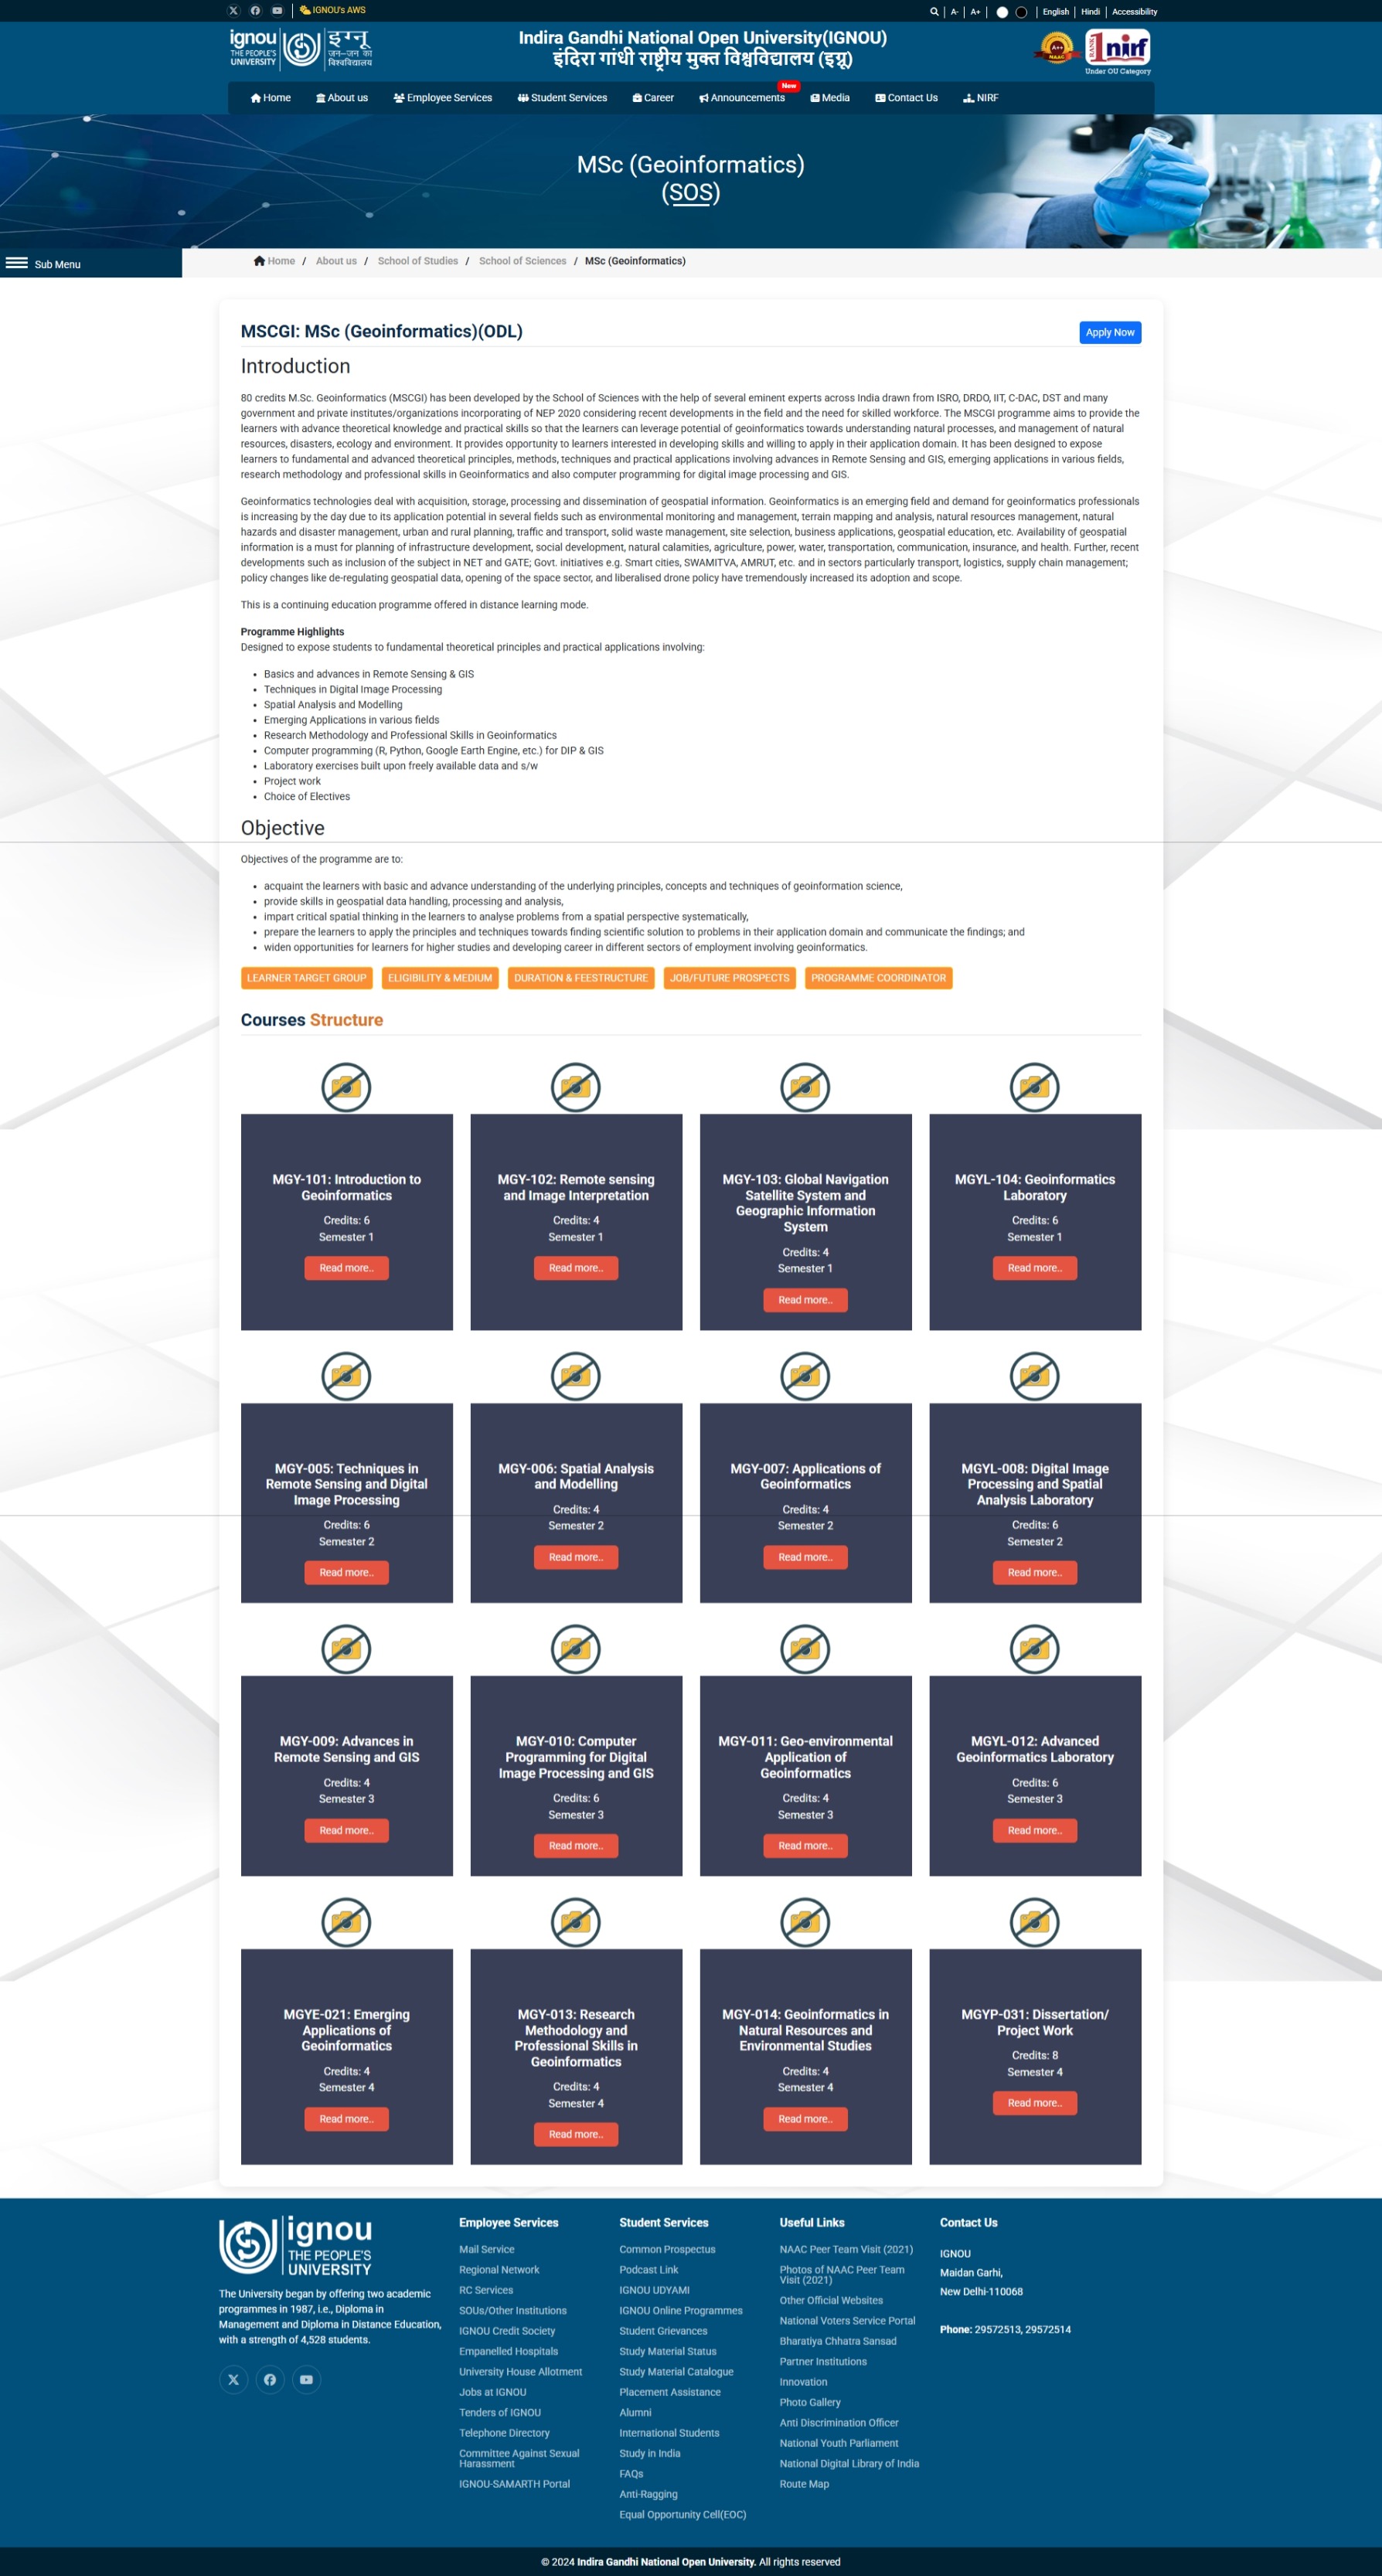 IGNOU's AWS
A- | A+ | English | Hindi | Accessibility
ignou
THE PEOPLE'S
UNIVERSITY
इग्नू
जन-जन का
विश्वविद्यालय
Indira Gandhi National Open University(IGNOU)
इंदिरा गांधी राष्ट्रीय मुक्त विश्वविद्यालय (इग्नू)
A++
NAAC
RANK
1 nirf
Under OU Category
Home About us Employee Services Student Services Career Announcements New Media Contact Us NIRF
MSc (Geoinformatics)
(SOS)
Sub Menu
Home / About us / School of Studies / School of Sciences / MSc (Geoinformatics)
MSCGI: MSc (Geoinformatics)(ODL)
Apply Now
Introduction
80 credits M.Sc. Geoinformatics (MSCGI) has been developed by the School of Sciences with the help of several eminent experts across India drawn from ISRO, DRDO, IIT, C-DAC, DST and many
government and private institutes/organizations incorporating of NEP 2020 considering recent developments in the field and the need for skilled workforce. The MSCGI programme aims to provide the
learners with advance theoretical knowledge and practical skills so that the learners can leverage potential of geoinformatics towards understanding natural processes, and management of natural
resources, disasters, ecology and environment. It provides opportunity to learners interested in developing skills and willing to apply in their application domain. It has been designed to expose
learners to fundamental and advanced theoretical principles, methods, techniques and practical applications involving advances in Remote Sensing and GIS, emerging applications in various fields,
research methodology and professional skills in Geoinformatics and also computer programming for digital image processing and GIS.
Geoinformatics technologies deal with acquisition, storage, processing and dissemination of geospatial information. Geoinformatics is an emerging field and demand for geoinformatics professionals
is increasing by the day due to its application potential in several fields such as environmental monitoring and management, terrain mapping and analysis, natural resources management, natural
hazards and disaster management, urban and rural planning, traffic and transport, solid waste management, site selection, business applications, geospatial education, etc. Availability of geospatial
information is a must for planning of infrastructure development, social development, natural calamities, agriculture, power, water, transportation, communication, insurance, and health. Further, recent
developments such as inclusion of the subject in NET and GATE; Govt. initiatives e.g. Smart cities, SWAMITVA, AMRUT, etc. and in sectors particularly transport, logistics, supply chain management;
policy changes like de-regulating geospatial data, opening of the space sector, and liberalised drone policy have tremendously increased its adoption and scope.
This is a continuing education programme offered in distance learning mode.
Programme Highlights
Designed to expose students to fundamental theoretical principles and practical applications involving:
• Basics and advances in Remote Sensing & GIS
• Techniques in Digital Image Processing
• Spatial Analysis and Modelling
• Emerging Applications in various fields
• Research Methodology and Professional Skills in Geoinformatics
• Computer programming (R, Python, Google Earth Engine, etc.) for DIP & GIS
• Laboratory exercises built upon freely available data and s/w
• Project work
• Choice of Electives
Objective
Objectives of the programme are to:
• acquaint the learners with basic and advance understanding of the underlying principles, concepts and techniques of geoinformation science,
• provide skills in geospatial data handling, processing and analysis,
• impart critical spatial thinking in the learners to analyse problems from a spatial perspective systematically,
• prepare the learners to apply the principles and techniques towards finding scientific solution to problems in their application domain and communicate the findings; and
• widen opportunities for learners for higher studies and developing career in different sectors of employment involving geoinformatics.
LEARNER TARGET GROUP ELIGIBILITY & MEDIUM DURATION & FEESTRUCTURE JOB/FUTURE PROSPECTS PROGRAMME COORDINATOR
Courses Structure
MGY-101: Introduction to
Geoinformatics
Credits: 6
Semester 1
Read more..
MGY-102: Remote sensing
and Image Interpretation
Credits: 4
Semester 1
Read more..
MGY-103: Global Navigation
Satellite System and
Geographic Information
System
Credits: 4
Semester 1
Read more..
MGYL-104: Geoinformatics
Laboratory
Credits: 6
Semester 1
Read more..
MGY-005: Techniques in
Remote Sensing and Digital
Image Processing
Credits: 6
Semester 2
Read more..
MGY-006: Spatial Analysis
and Modelling
Credits: 4
Semester 2
Read more..
MGY-007: Applications of
Geoinformatics
Credits: 4
Semester 2
Read more..
MGYL-008: Digital Image
Processing and Spatial
Analysis Laboratory
Credits: 6
Semester 2
Read more..
MGY-009: Advances in
Remote Sensing and GIS
Credits: 4
Semester 3
Read more..
MGY-010: Computer
Programming for Digital
Image Processing and GIS
Credits: 6
Semester 3
Read more..
MGY-011: Geo-environmental
Application of
Geoinformatics
Credits: 4
Semester 3
Read more..
MGYL-012: Advanced
Geoinformatics Laboratory
Credits: 6
Semester 3
Read more..
MGYE-021: Emerging
Applications of
Geoinformatics
Credits: 4
Semester 4
Read more..
MGY-013: Research
Methodology and
Professional Skills in
Geoinformatics
Credits: 4
Semester 4
Read more..
MGY-014: Geoinformatics in
Natural Resources and
Environmental Studies
Credits: 4
Semester 4
Read more..
MGYP-031: Dissertation/
Project Work
Credits: 8
Semester 4
Read more..
ignou
THE PEOPLE'S
UNIVERSITY
The University began by offering two academic
programmes in 1987, i.e., Diploma in
Management and Diploma in Distance Education,
with a strength of 4,528 students.
Employee Services
Mail Service
Regional Network
RC Services
SOUs/Other Institutions
IGNOU Credit Society
Empanelled Hospitals
University House Allotment
Jobs at IGNOU
Tenders of IGNOU
Telephone Directory
Committee Against Sexual
Harassment
IGNOU-SAMARTH Portal
Student Services
Common Prospectus
Podcast Link
IGNOU UDYAMI
IGNOU Online Programmes
Student Grievances
Study Material Status
Study Material Catalogue
Placement Assistance
Alumni
International Students
Study in India
FAQs
Anti-Ragging
Equal Opportunity Cell(EOC)
Useful Links
NAAC Peer Team Visit (2021)
Photos of NAAC Peer Team
Visit (2021)
Other Official Websites
National Voters Service Portal
Bharatiya Chhatra Sansad
Partner Institutions
Innovation
Photo Gallery
Anti Discrimination Officer
National Youth Parliament
National Digital Library of India
Route Map
Contact Us
IGNOU
Maidan Garhi,
New Delhi-110068
Phone: 29572513, 29572514
© 2024 Indira Gandhi National Open University. All rights reserved